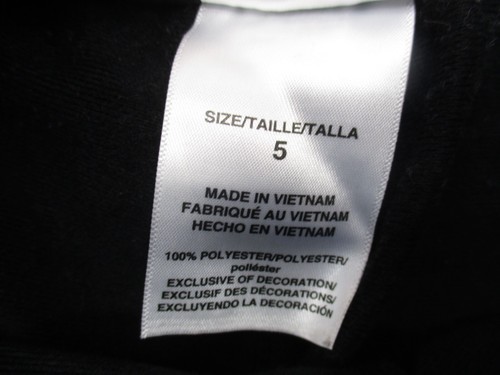 SIZE/TAILLE/TALLA
5
MADE IN VIETNAM
FABRIQUÉ AU VIETNAM
HECHO EN VIETNAM
100% POLYESTER/POLYESTER/
poliéster
EXCLUSIVE OF DECORATION/
EXCLUSIF DES DÉCORATIONS/
EXCLUYENDO LA DECORACIÓN